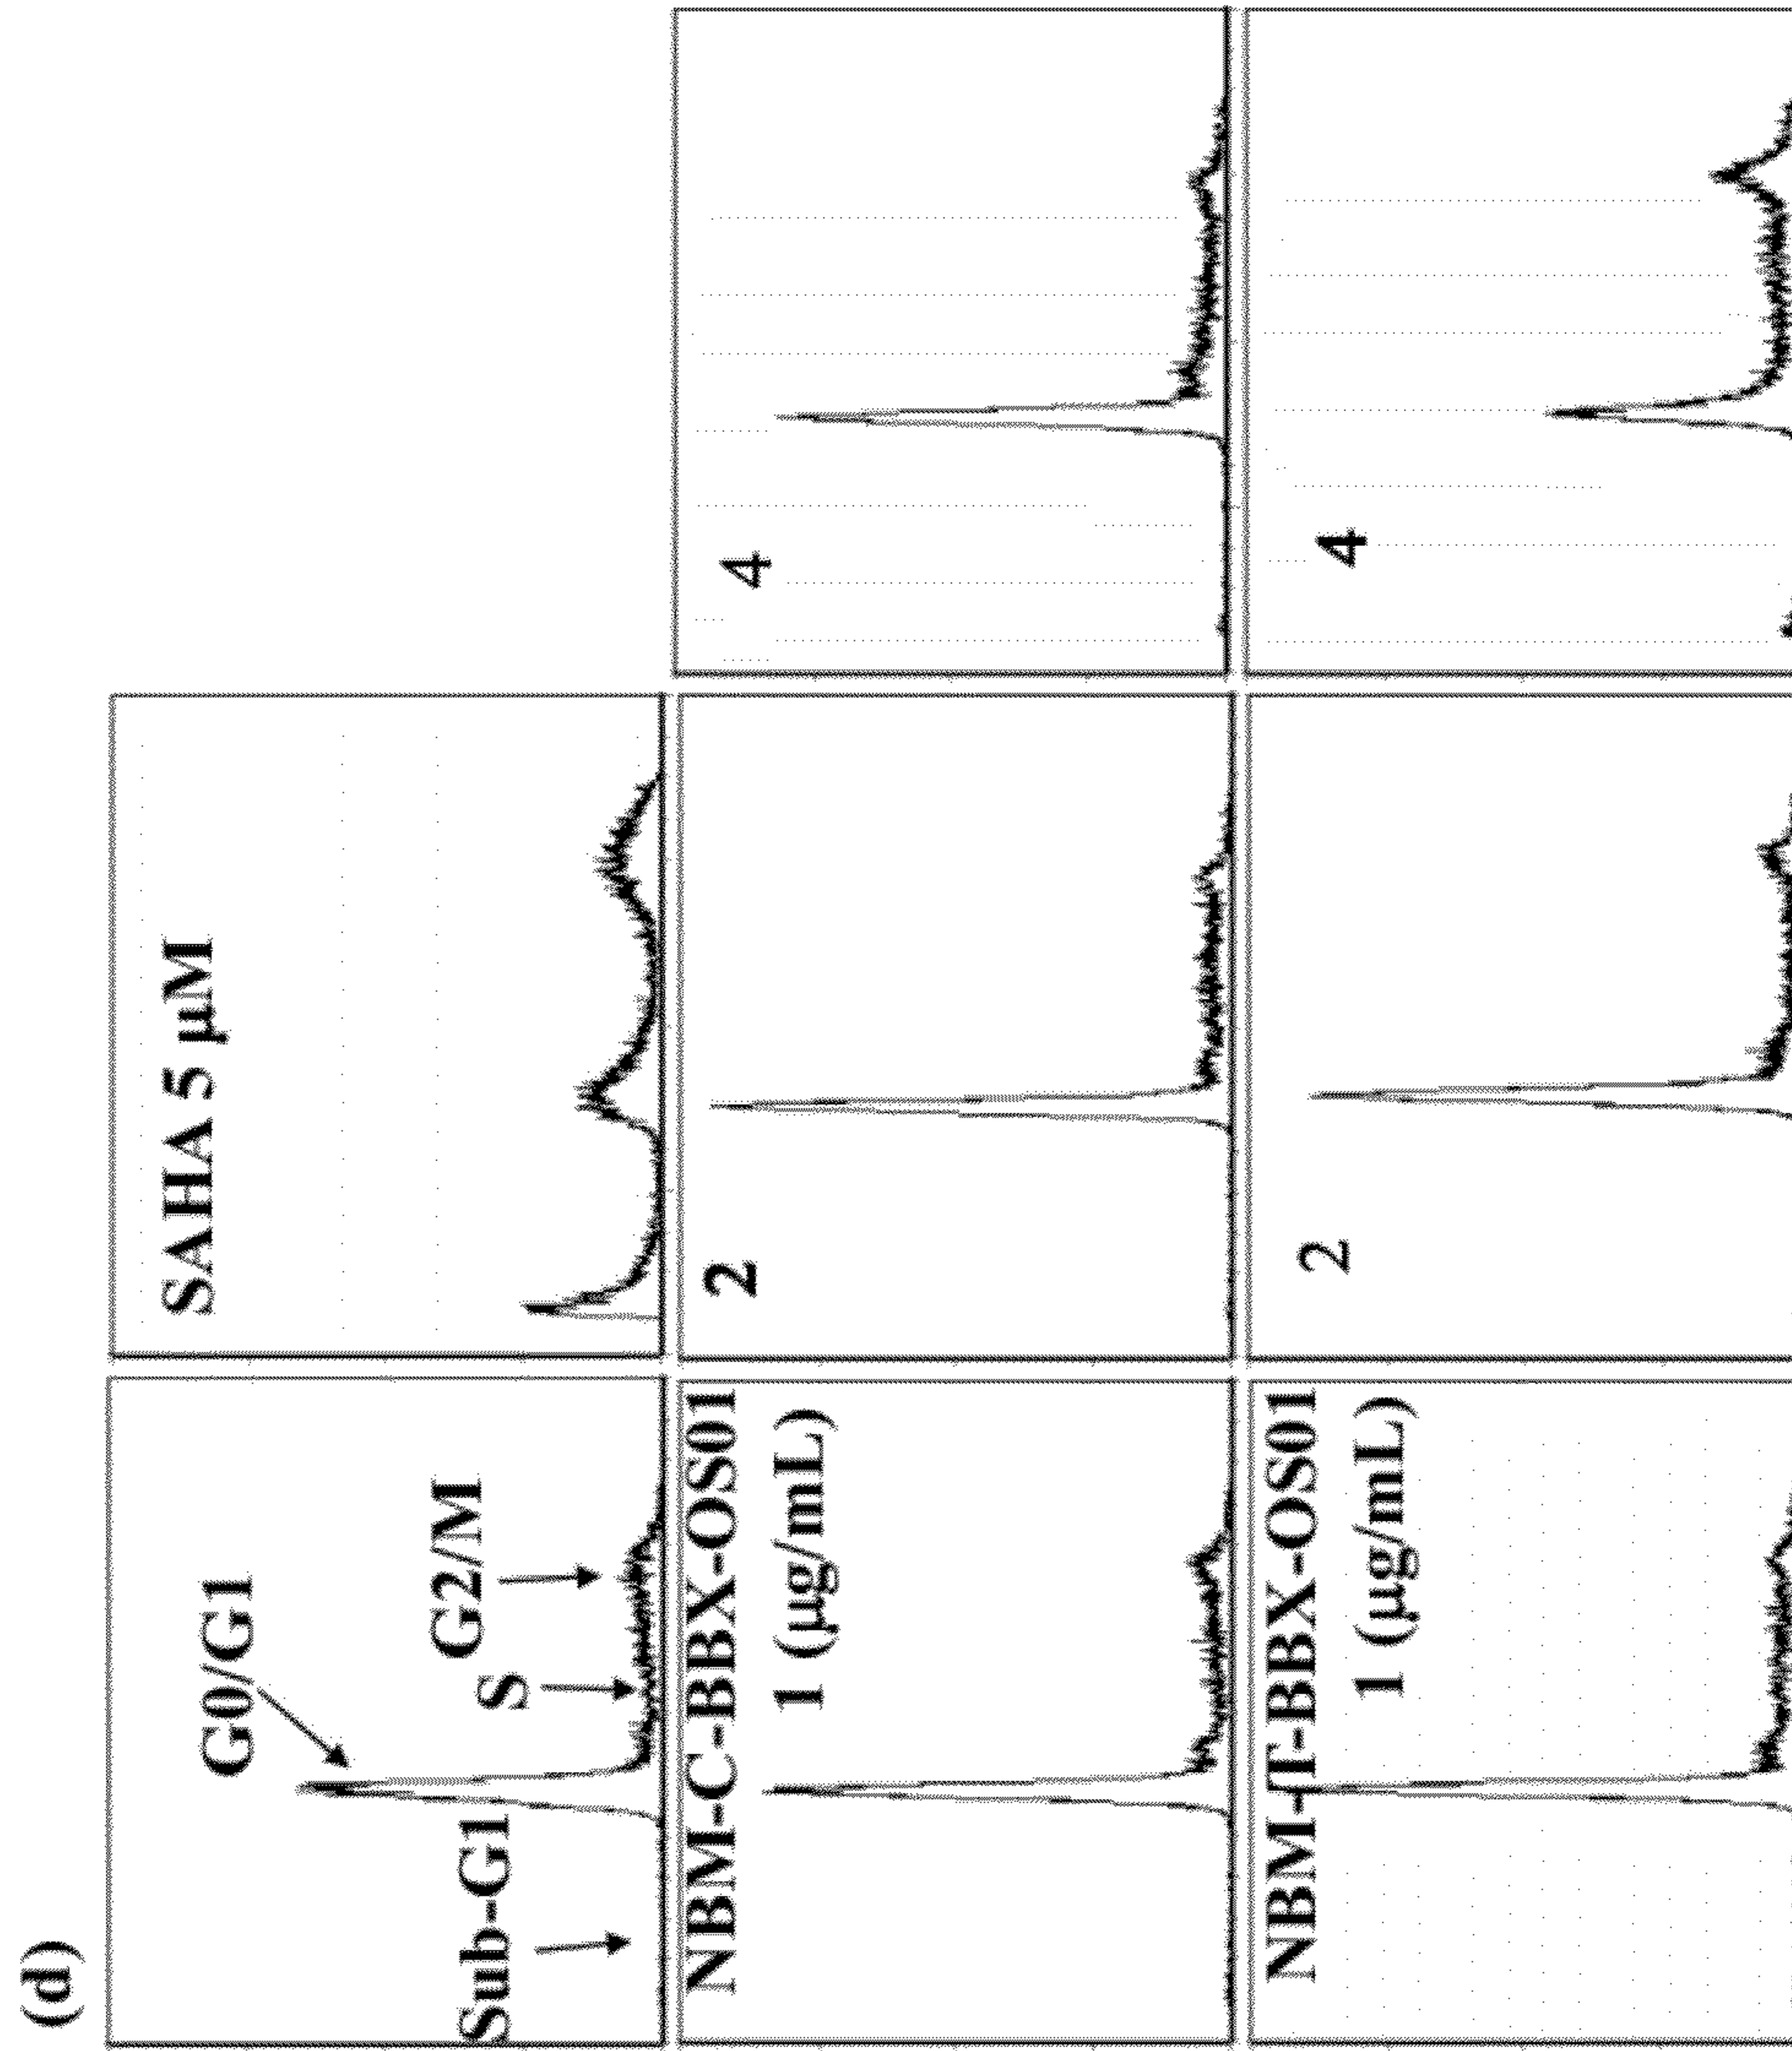 (d)
G0/G1
Sub-G1
S
G2/M
SAHA 5 µM
NBM-C-BBX-OS01
1 (µg/mL)
2
4
NBM-T-BBX-OS01
1 (µg/mL)
2
4